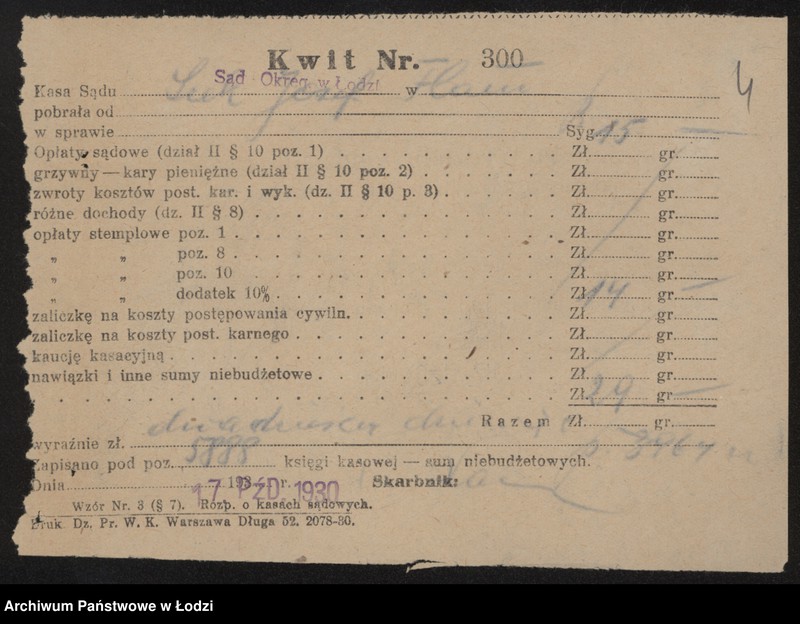 Kwit Nr. 300
4
Sąd Okręg. w Łodzi
Kasa Sądu w
pobrała od
w sprawie Syg.
15 —
Opłaty sądowe (dział II § 10 poz. 1) Zł. gr.
grzywny — kary pieniężne (dział II § 10 poz. 2) Zł. gr.
zwroty kosztów post. kar. i wyk. (dz. II § 10 p. 3) Zł. gr.
różne dochody (dz. II § 8) Zł. gr.
opłaty stemplowe poz. 1 Zł. gr.
„ „ poz. 8 Zł. gr.
„ „ poz. 10 Zł. gr.
„ „ dodatek 10% Zł. 14 gr. —
zaliczkę na koszty postępowania cywiln. Zł. gr.
zaliczkę na koszty post. karnego Zł. gr.
kaucję kasacyjną Zł. gr.
nawiązki i inne sumy niebudżetowe Zł. gr.
Zł. 29 gr. —
Razem Zł. gr.
wyraźnie zł.
5888
Zapisano pod poz. księgi kasowej — sum niebudżetowych.
Dnia 193 r. Skarbnik:
17 PŹD. 1930
Wzór Nr. 3 (§ 7). Rozp. o kasach sądowych.
Druk. Dz. Pr. W. K. Warszawa Długa 52. 2078-30.
Archiwum Państwowe w Łodzi